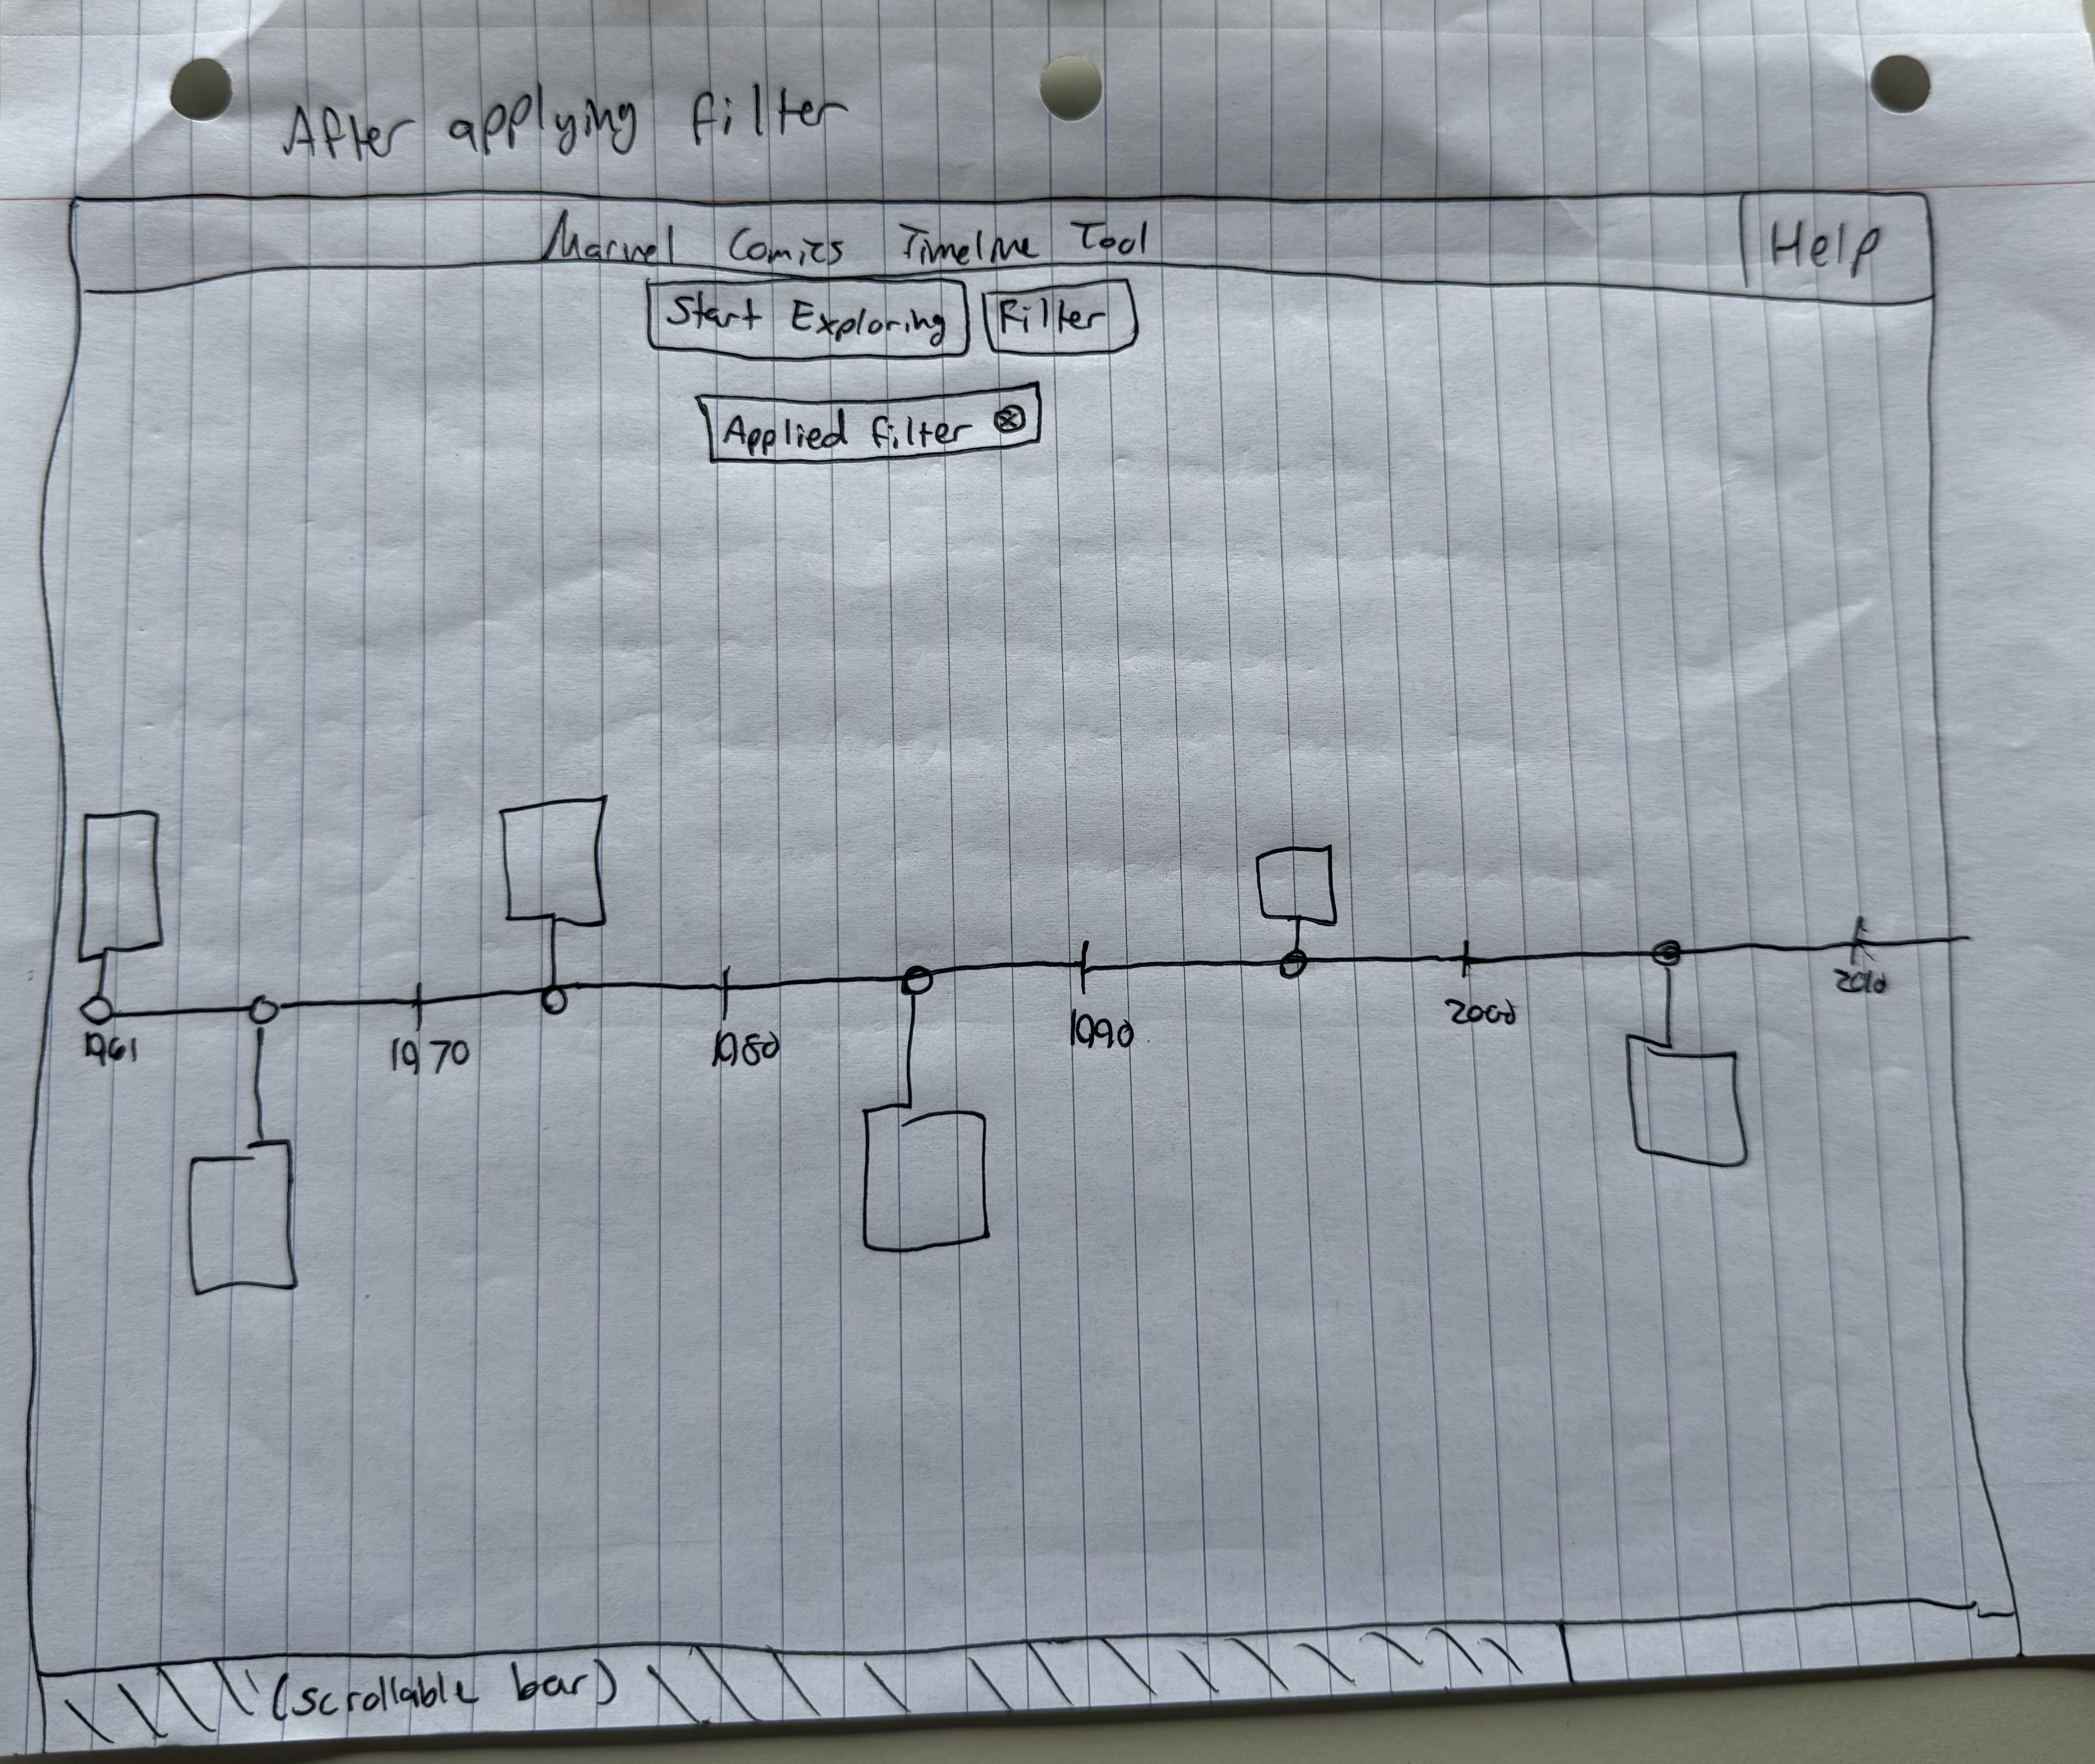 After applying filter
Marvel Comics Timeline Tool
Help
Start Exploring
Filter
Applied filter
1961
1970
1980
1990
2000
2010
(scrollable bar)